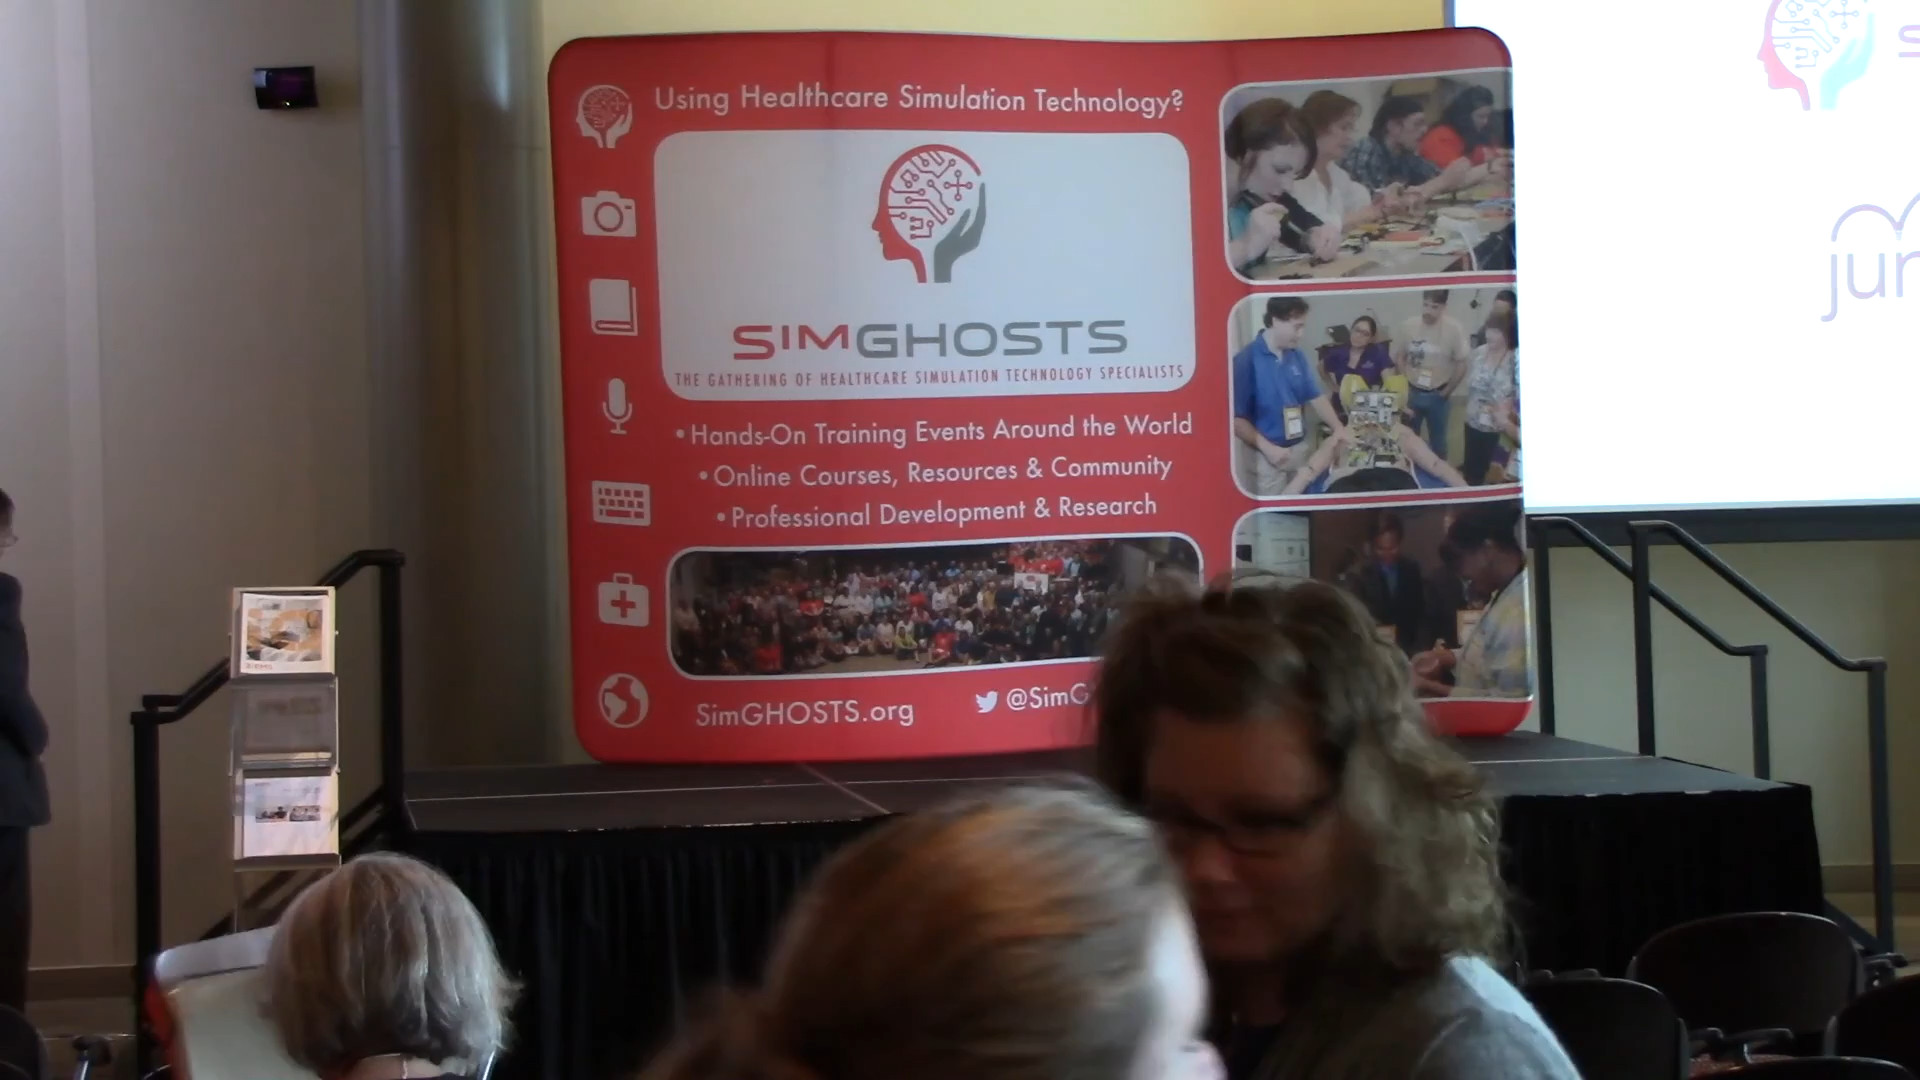 Using Healthcare Simulation Technology?
SIMGHOSTS
THE GATHERING OF HEALTHCARE SIMULATION TECHNOLOGY SPECIALISTS
• Hands-On Training Events Around the World
• Online Courses, Resources & Community
• Professional Development & Research
SimGHOSTS.org
@SimG
S
jur